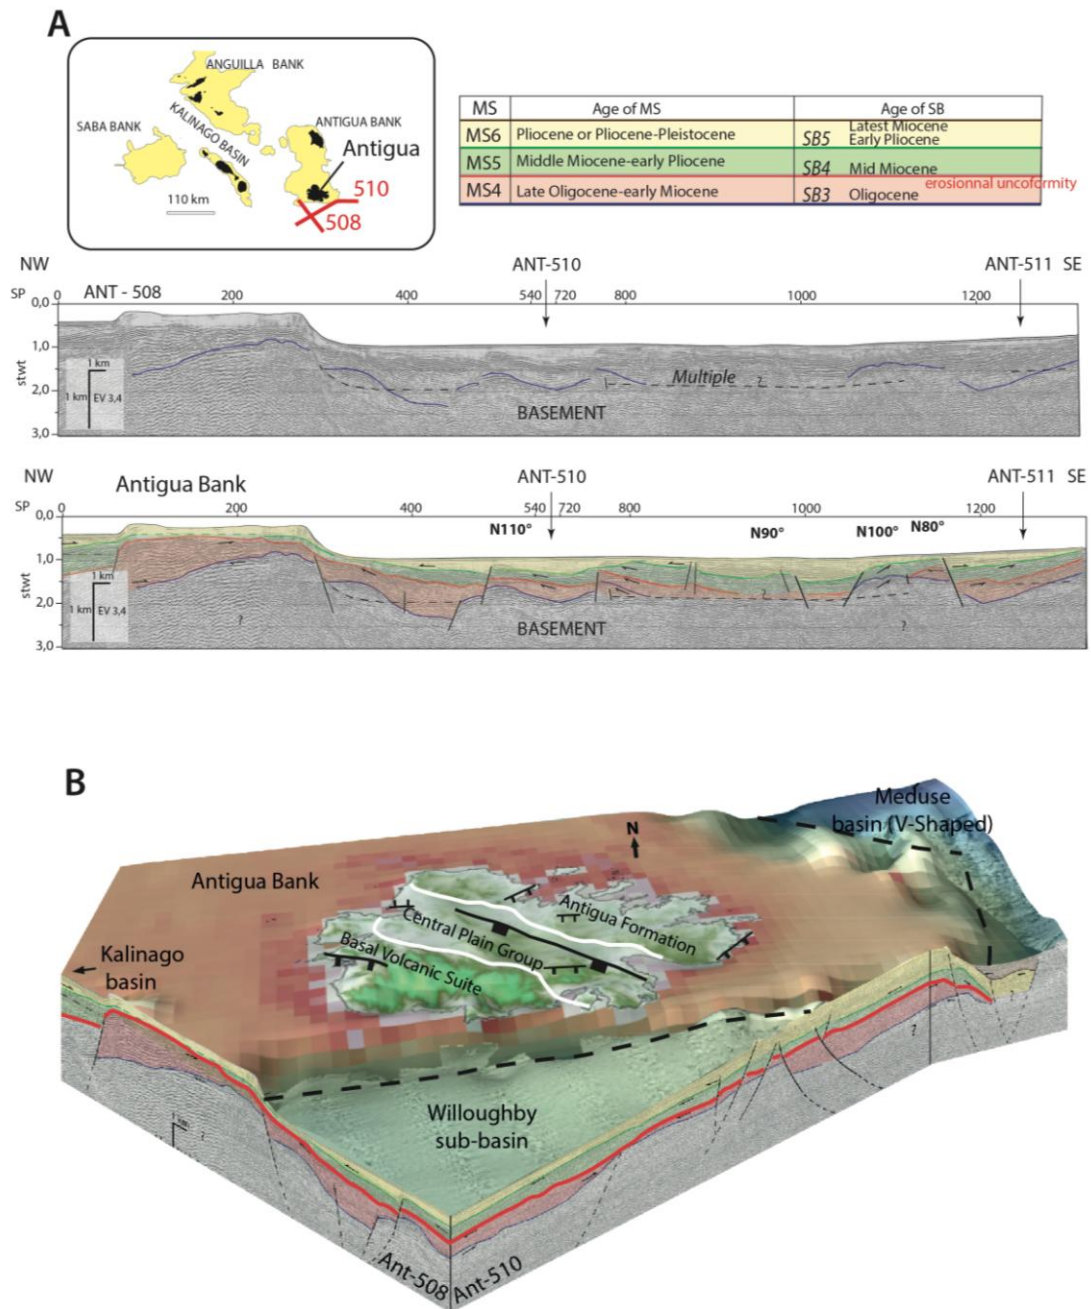 A
ANGUILLA BANK
KALINAGO BASIN
SABA BANK
ANTIGUA BANK
Antigua
510
508
110 km
MS Age of MS Age of SB
MS6 Pliocene or Pliocene-Pleistocene SB5 Latest Miocene
Early Pliocene
MS5 Middle Miocene-early Pliocene SB4 Mid Miocene
erosionnal uncoformity
MS4 Late Oligocene-early Miocene SB3 Oligocene
NW ANT-510 ANT-511 SE
SP 0 ANT - 508 200 400 540 720 800 1000 1200
0,0
1,0
stwt
2,0
3,0
1 km
1 km EV 3,4
Multiple ?
BASEMENT
NW Antigua Bank ANT-510 ANT-511 SE
SP 0 200 400 540 720 800 1000 1200
N110° N90° N100° N80°
0,0
1,0
stwt
2,0
3,0
1 km
1 km EV 3,4
? ? ?
BASEMENT
B
Meduse
basin (V-Shaped)
N
Antigua Bank
Antigua Formation
Central Plain Group
Basal Volcanic Suite
Kalinago
basin
Willoughby
sub-basin
?
?
Ant-508
Ant-510